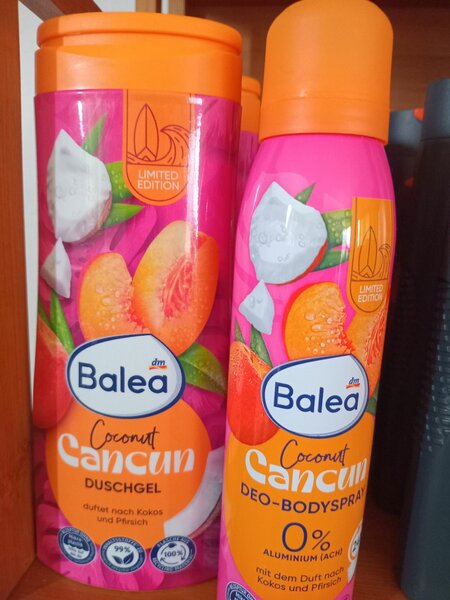 LIMITED
EDITION
dm
Balea
Coconut
Cancun
DUSCHGEL
duftet nach Kokos
und Pfirsich
99%
100%
LIMITED
EDITION
dm
Balea
Coconut
Cancun
DEO-BODYSPRAY
0%
ALUMINIUM (ACH)
mit dem Duft nach
Kokos und Pfirsich